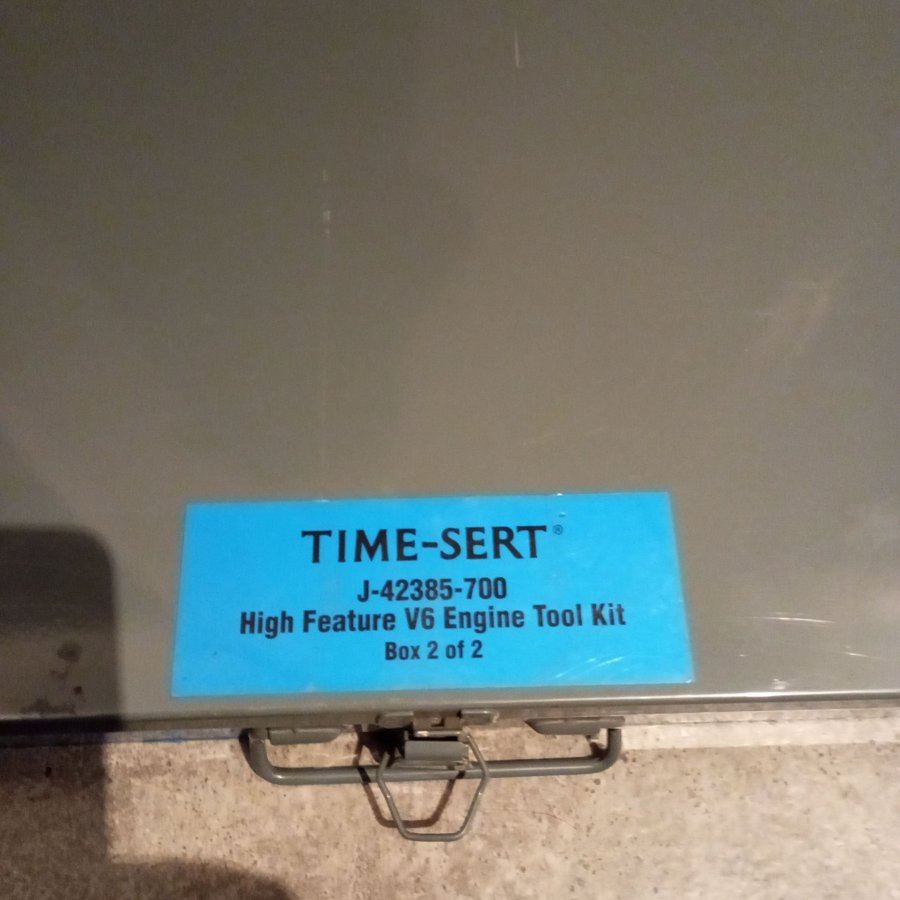 TIME-SERT®
J-42385-700
High Feature V6 Engine Tool Kit
Box 2 of 2